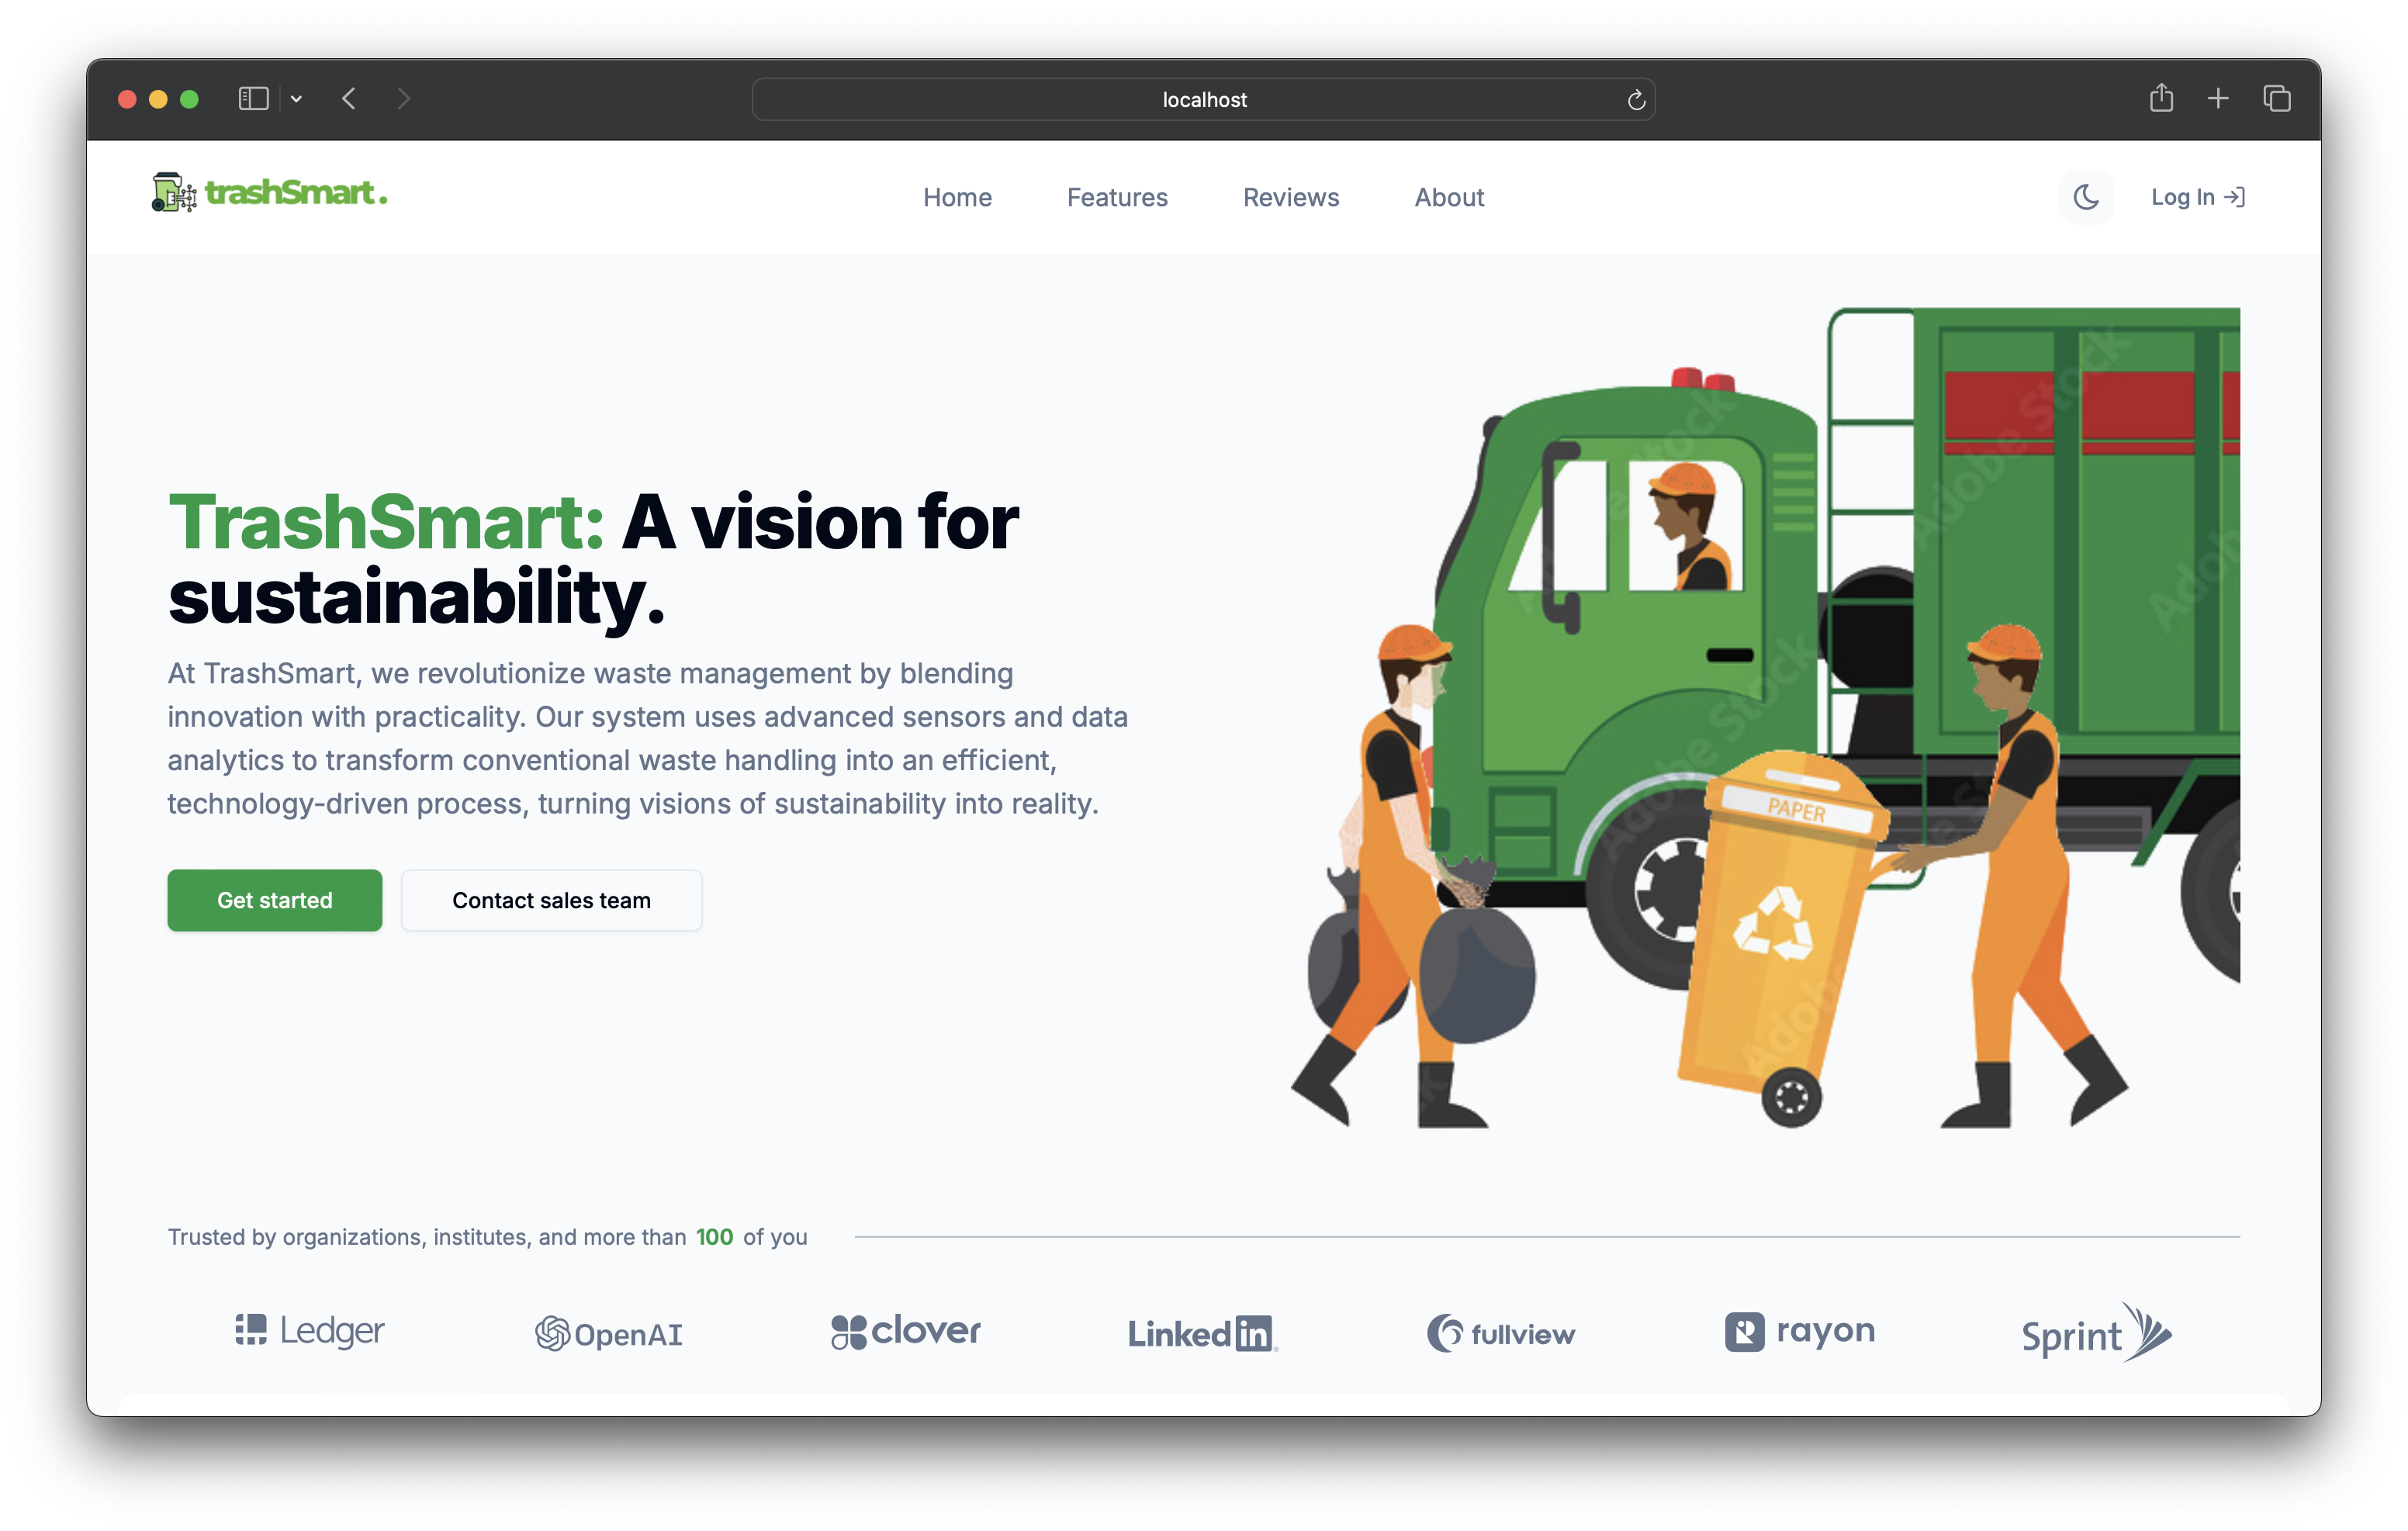 localhost
trashSmart.
Home
Features
Reviews
About
Log In
TrashSmart: A vision for
sustainability.
At TrashSmart, we revolutionize waste management by blending
innovation with practicality. Our system uses advanced sensors and data
analytics to transform conventional waste handling into an efficient,
technology-driven process, turning visions of sustainability into reality.
Get started
Contact sales team
Adobe Stock
Adobe Stock
PAPER
Trusted by organizations, institutes, and more than 100 of you
Ledger
OpenAI
clover
Linkedin
fullview
rayon
Sprint